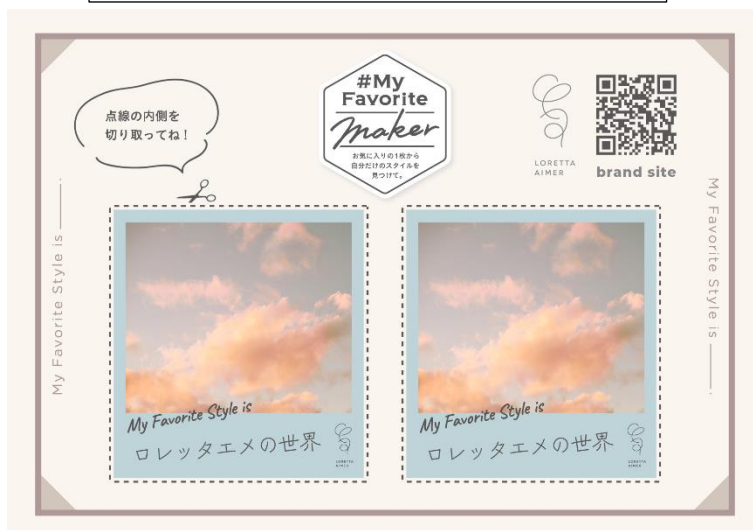 点線の内側を
切り取ってね！
#My
Favorite
maker
お気に入りの1枚から
自分だけのスタイルを
見つけて。
LORETTA
AIMER
brand site
My Favorite Style is
My Favorite Style is
My Favorite Style is
ロレッタエメの世界
LORETTA
AIMER
My Favorite Style is
ロレッタエメの世界
LORETTA
AIMER